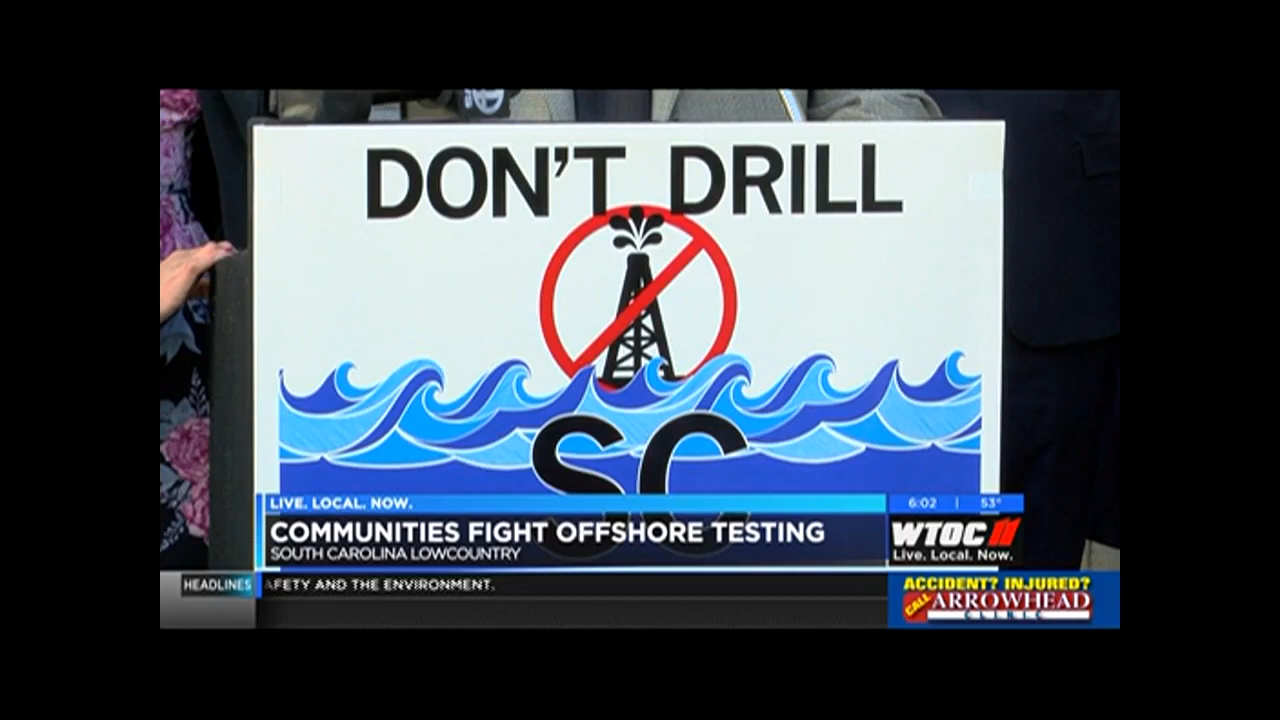 DON'T DRILL
SC
LIVE. LOCAL. NOW.
6:02 | 53°
COMMUNITIES FIGHT OFFSHORE TESTING
SOUTH CAROLINA LOWCOUNTRY
WTOC 11
Live. Local. Now.
HEADLINES
AFETY AND THE ENVIRONMENT.
ACCIDENT? INJURED?
CALL ARROWHEAD
CLINIC